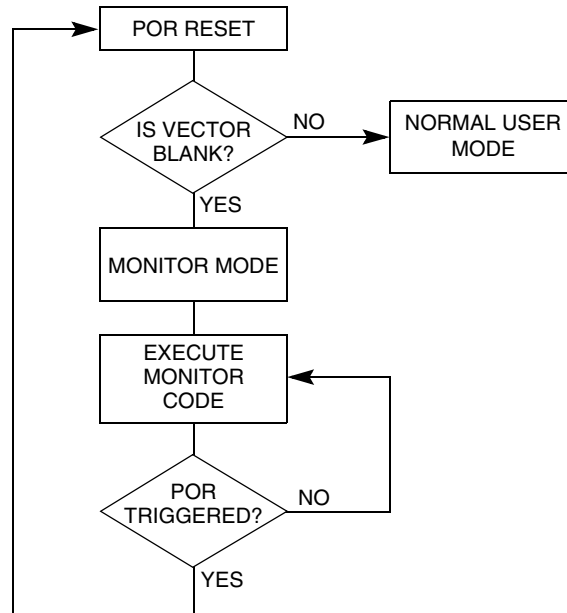 POR RESET
IS VECTOR
BLANK?
NO
NORMAL USER
MODE
YES
MONITOR MODE
EXECUTE
MONITOR
CODE
POR
TRIGGERED?
NO
YES